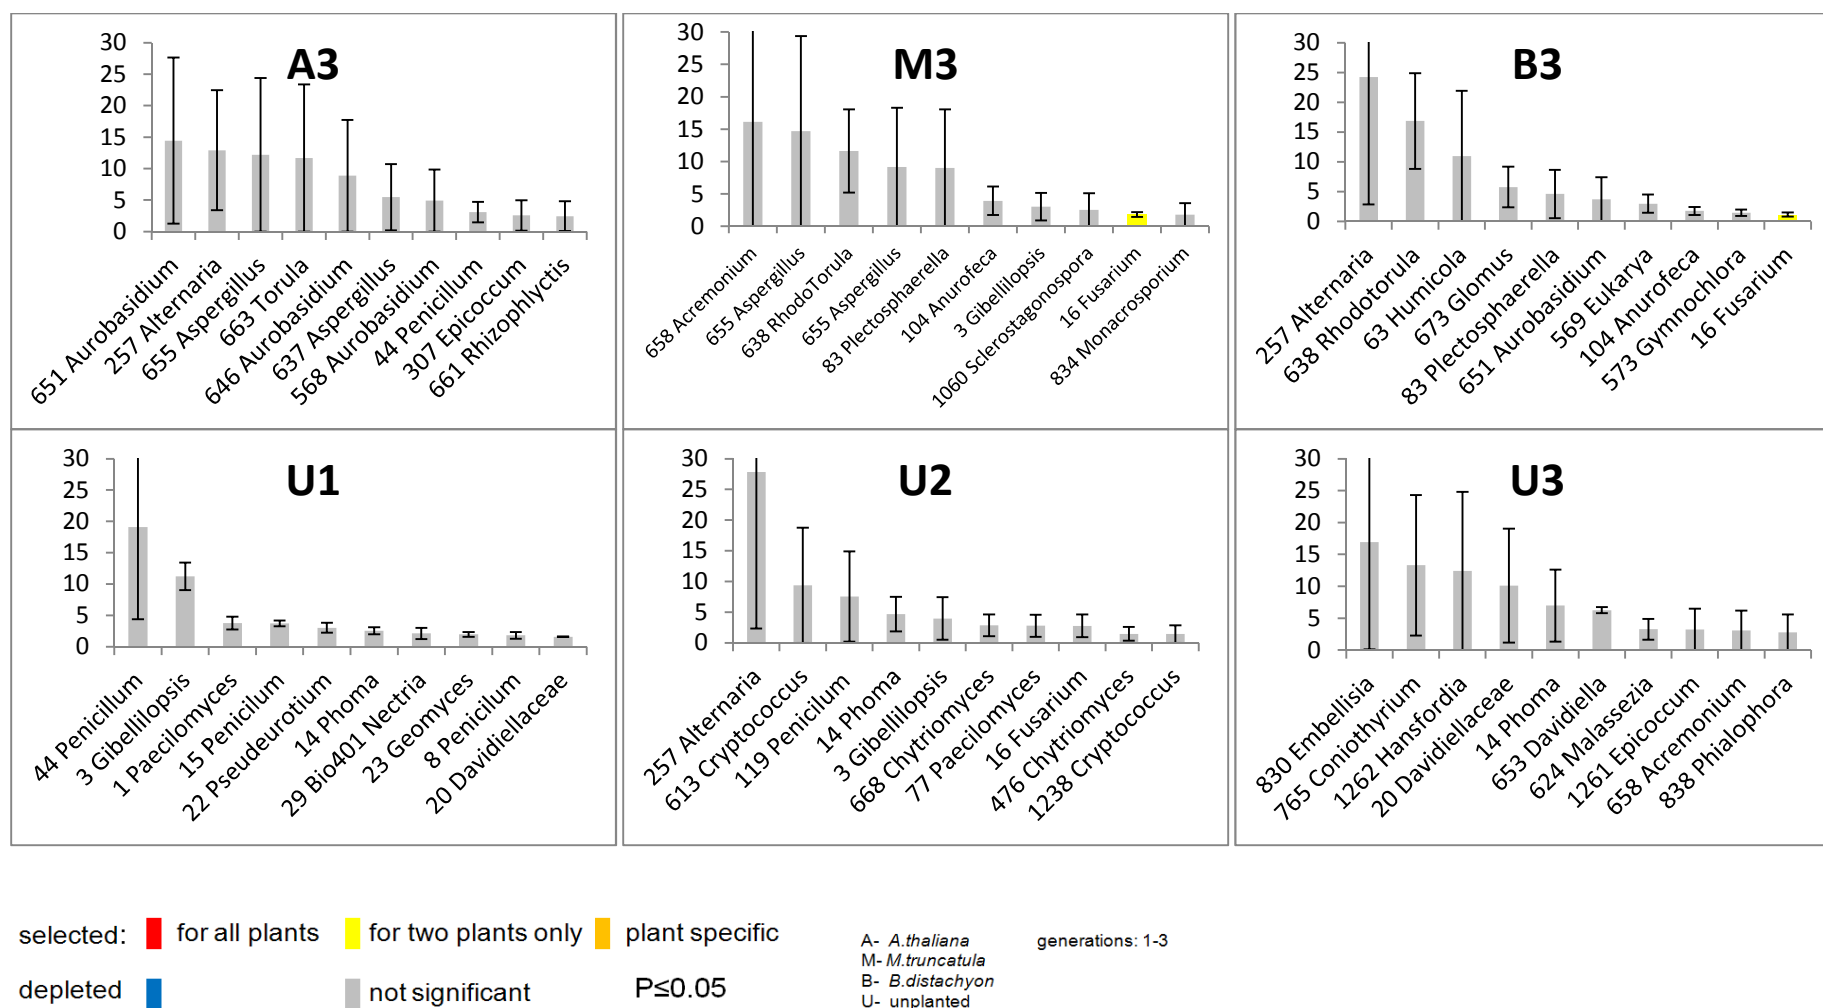 A3
30
25
20
15
10
5
0
651 Aurobasidium
257 Alternaria
655 Aspergillus
663 Torula
646 Aurobasidium
637 Aspergillus
568 Aurobasidium
44 Penicillum
307 Epicoccum
661 Rhizophlyctis
M3
30
25
20
15
10
5
0
658 Acremonium
655 Aspergillus
638 RhodoTorula
655 Aspergillus
83 Plectosphaerella
104 Anurofeca
3 Gibellilopsis
1060 Sclerostagonospora
16 Fusarium
834 Monacrosporium
B3
30
25
20
15
10
5
0
257 Alternaria
638 Rhodotorula
63 Humicola
673 Glomus
83 Plectosphaerella
651 Aurobasidium
569 Eukarya
104 Anurofeca
573 Gymnochlora
16 Fusarium
U1
30
25
20
15
10
5
0
44 Penicillum
3 Gibellilopsis
1 Paecilomyces
15 Penicilum
22 Pseudeurotium
14 Phoma
29 Bio401 Nectria
23 Geomyces
8 Penicilum
20 Davidiellaceae
U2
30
25
20
15
10
5
0
257 Alternaria
613 Cryptococcus
119 Penicillum
14 Phoma
3 Gibellilopsis
668 Chytriomyces
77 Paecilomyces
16 Fusarium
476 Chytriomyces
1238 Cryptococcus
U3
30
25
20
15
10
5
0
830 Embellisia
765 Coniothyrium
1262 Hansfordia
20 Davidiellaceae
14 Phoma
653 Davidiella
624 Malassezia
1261 Epicoccum
658 Acremonium
838 Phialophora
selected: for all plants for two plants only plant specific
depleted not significant P≤0.05
A- A.thaliana generations: 1-3
M- M.truncatula
B- B.distachyon
U- unplanted